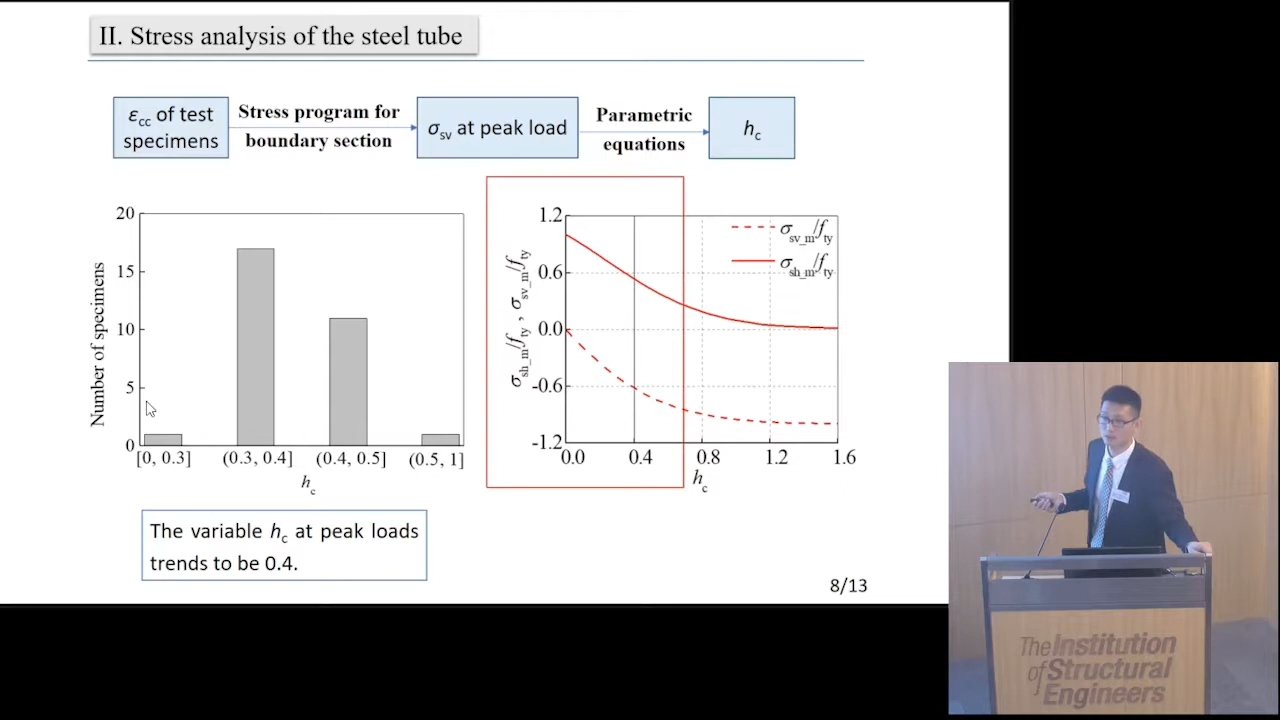 II. Stress analysis of the steel tube
εcc of test
specimens
Stress program for
boundary section
σsv at peak load
Parametric
equations
hc
20
15
10
5
0
Number of specimens
[0, 0.3]
(0.3, 0.4]
(0.4, 0.5]
(0.5, 1]
hc
1.2
0.6
0.0
-0.6
-1.2
σsh_m/fty , σsv_m/fty
σsv_m/fty
σsh_m/fty
0.0
0.4
0.8
1.2
1.6
hc
The variable hc at peak loads
trends to be 0.4.
8/13
The Institution
of Structural
Engineers